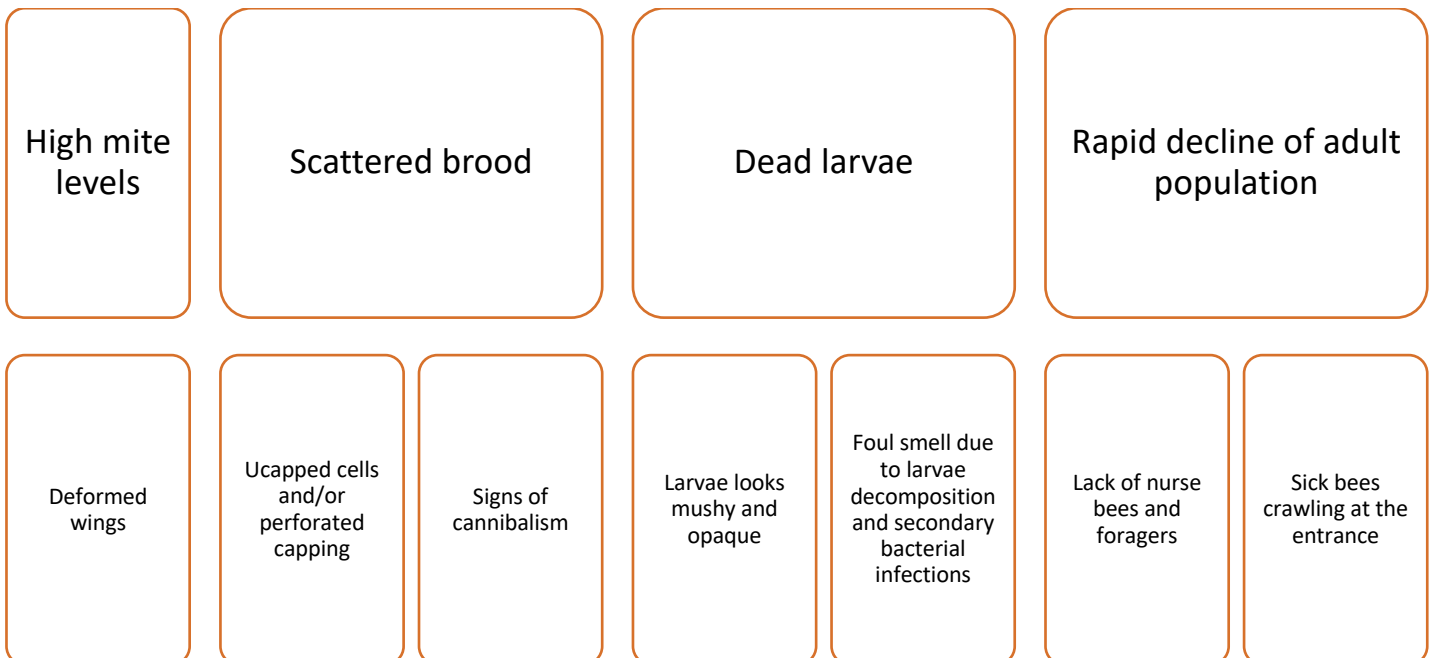 High mite
levels
Scattered brood
Dead larvae
Rapid decline of adult
population
Deformed
wings
Ucapped cells
and/or
perforated
capping
Signs of
cannibalism
Larvae looks
mushy and
opaque
Foul smell due
to larvae
decomposition
and secondary
bacterial
infections
Lack of nurse
bees and
foragers
Sick bees
crawling at the
entrance